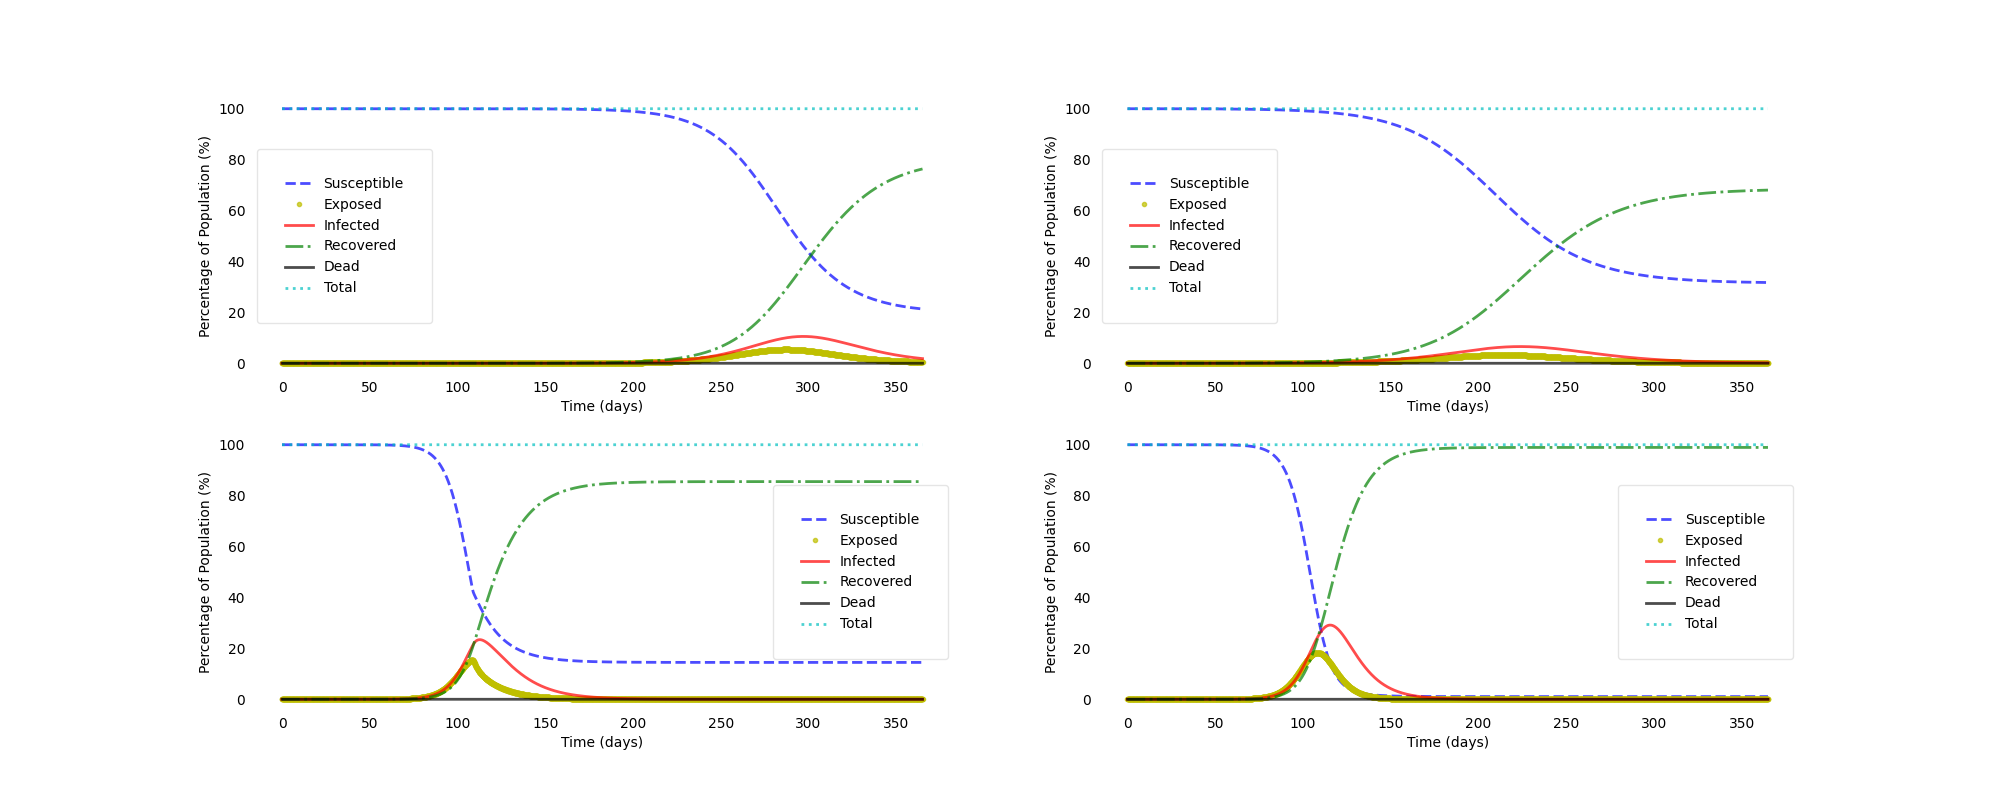 100
80
60
40
20
0
Percentage of Population (%)
Susceptible
Exposed
Infected
Recovered
Dead
Total
0 50 100 150 200 250 300 350
Time (days)
100
80
60
40
20
0
Percentage of Population (%)
Susceptible
Exposed
Infected
Recovered
Dead
Total
0 50 100 150 200 250 300 350
Time (days)
100
80
60
40
20
0
Percentage of Population (%)
Susceptible
Exposed
Infected
Recovered
Dead
Total
0 50 100 150 200 250 300 350
Time (days)
100
80
60
40
20
0
Percentage of Population (%)
Susceptible
Exposed
Infected
Recovered
Dead
Total
0 50 100 150 200 250 300 350
Time (days)